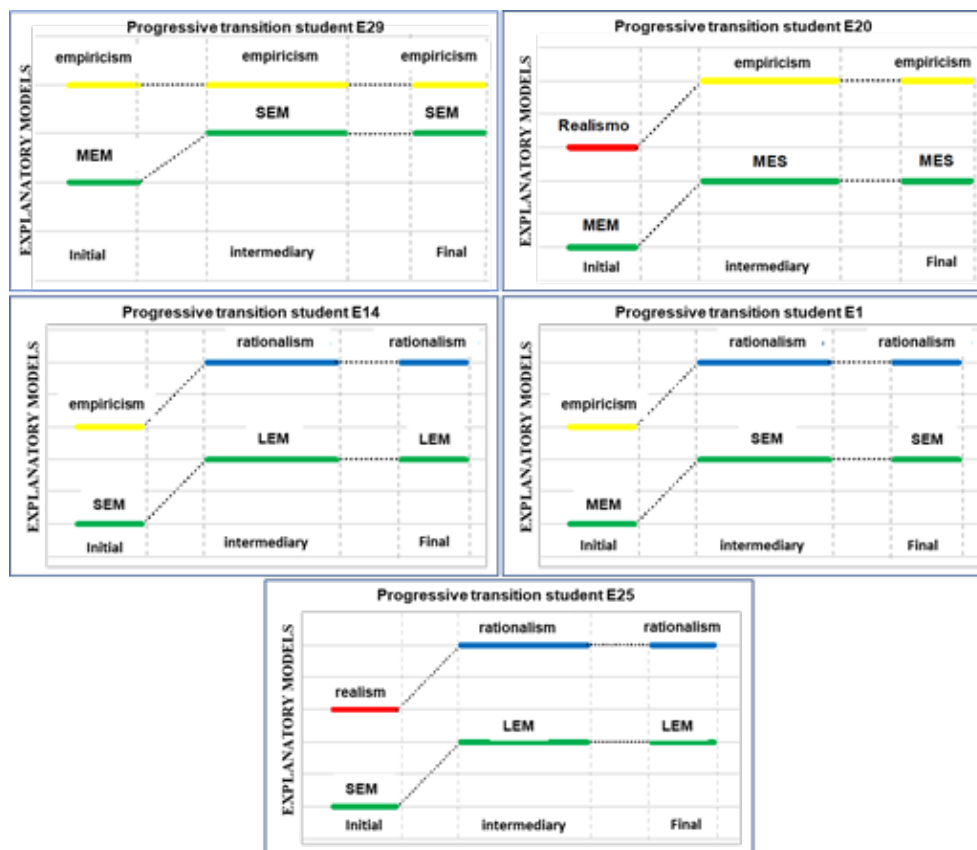 Progressive transition student E29
EXPLANATORY MODELS
empiricism empiricism empiricism
SEM SEM
MEM
Initial intermediary Final
Progressive transition student E20
EXPLANATORY MODELS
empiricism empiricism
Realismo
MES MES
MEM
Initial intermediary Final
Progressive transition student E14
EXPLANATORY MODELS
rationalism rationalism
empiricism
LEM LEM
SEM
Initial intermediary Final
Progressive transition student E1
EXPLANATORY MODELS
rationalism rationalism
empiricism
SEM SEM
MEM
Initial intermediary Final
Progressive transition student E25
EXPLANATORY MODELS
rationalism rationalism
realism
LEM LEM
SEM
Initial intermediary Final